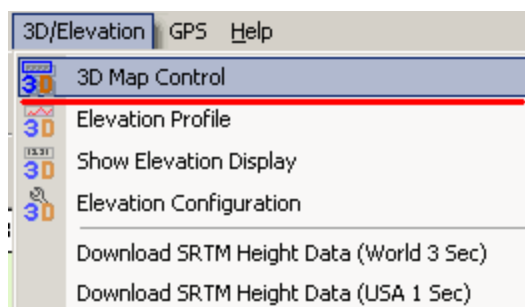 3D/Elevation GPS Help
3D Map Control
Elevation Profile
Show Elevation Display
Elevation Configuration
Download SRTM Height Data (World 3 Sec)
Download SRTM Height Data (USA 1 Sec)